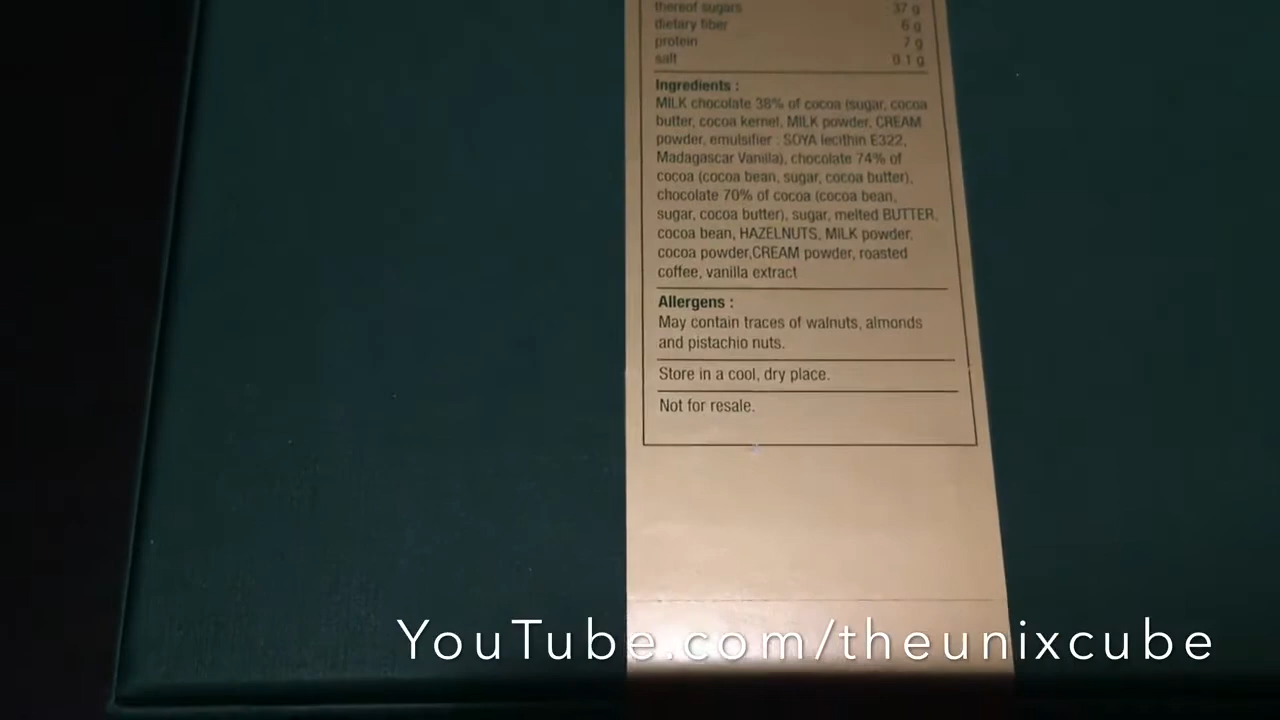 thereof sugars 37 g
dietary fiber 6 g
protein 7 g
salt 0.1 g
Ingredients :
MILK chocolate 38% of cocoa (sugar, cocoa
butter, cocoa kernel, MILK powder, CREAM
powder, emulsifier : SOYA lecithin E322,
Madagascar Vanilla), chocolate 74% of
cocoa (cocoa bean, sugar, cocoa butter),
chocolate 70% of cocoa (cocoa bean,
sugar, cocoa butter), sugar, melted BUTTER,
cocoa bean, HAZELNUTS, MILK powder,
cocoa powder,CREAM powder, roasted
coffee, vanilla extract
Allergens :
May contain traces of walnuts, almonds
and pistachio nuts.
Store in a cool, dry place.
Not for resale.
YouTube.com/theunixcube